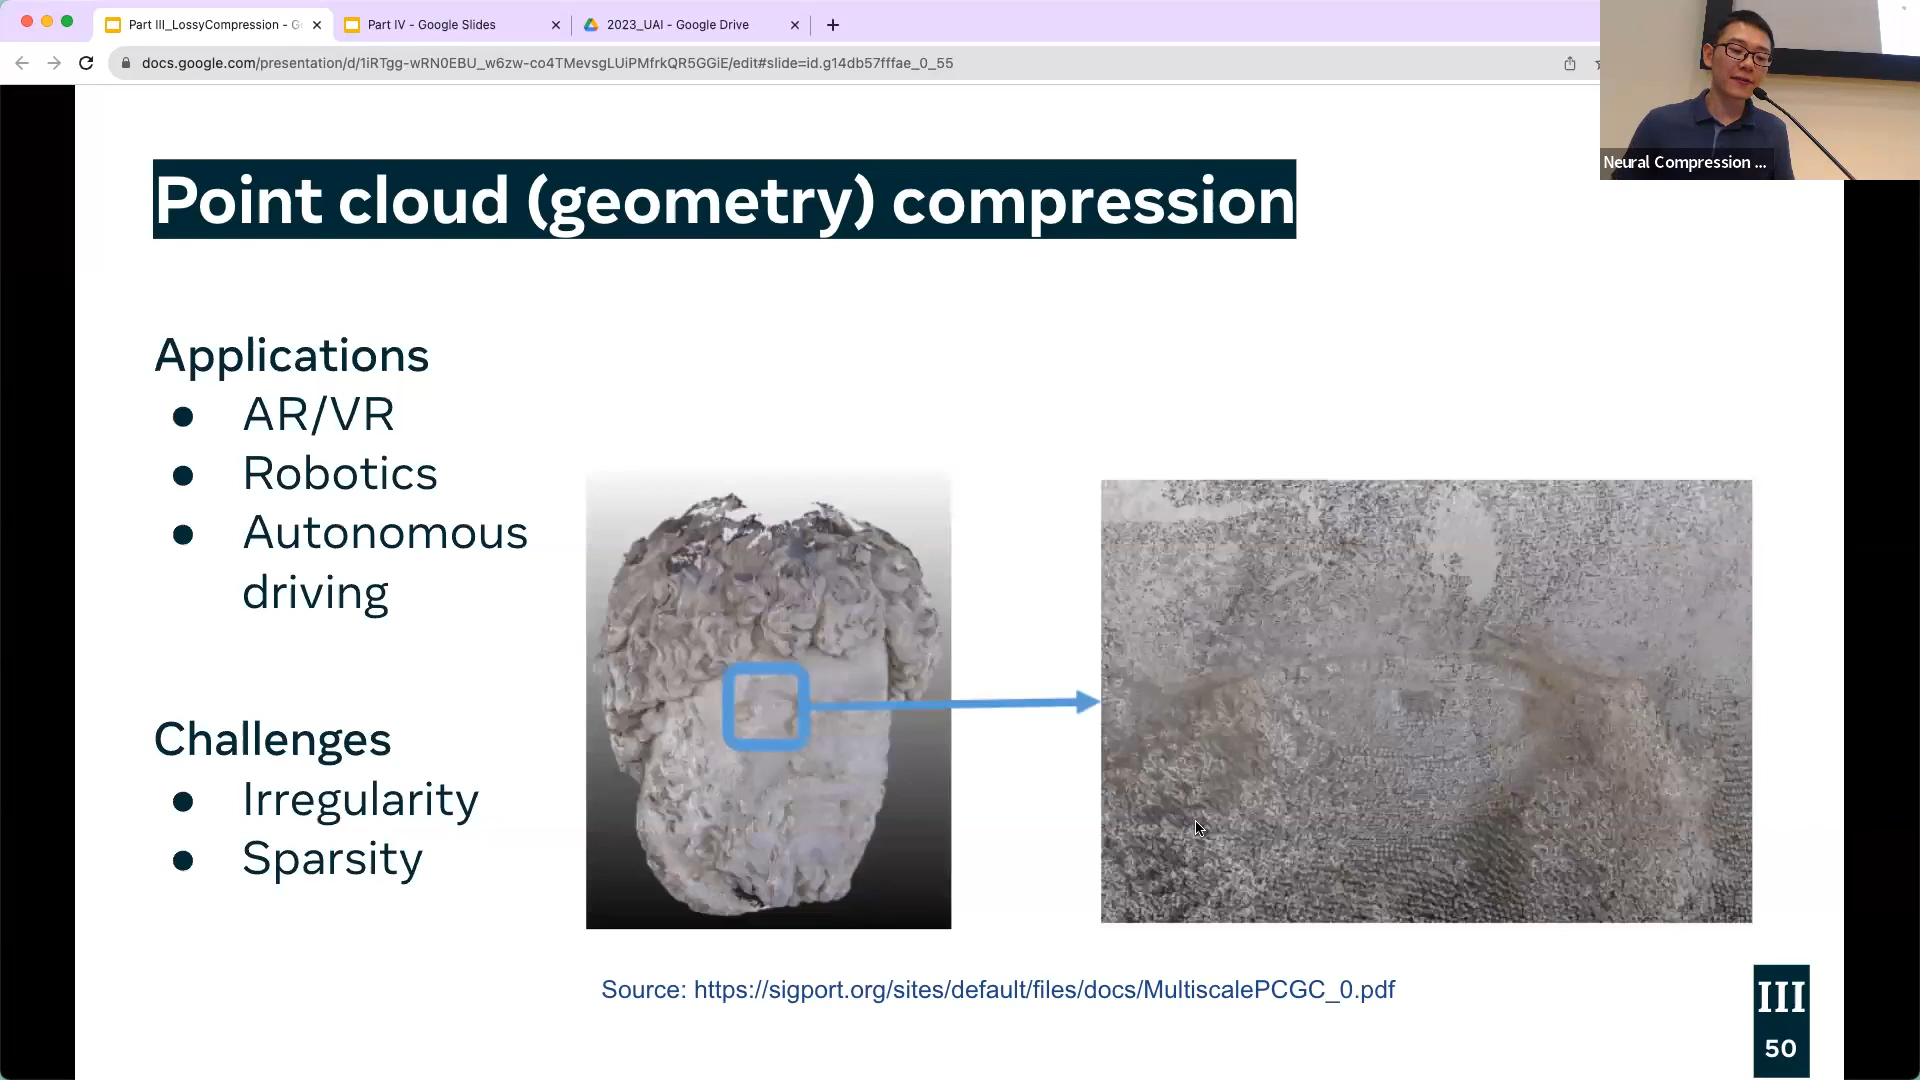 Part III_LossyCompression - G
Part IV - Google Slides
2023_UAI - Google Drive
docs.google.com/presentation/d/1iRTgg-wRN0EBU_w6zw-co4TMevsgLUiPMfrkQR5GGiE/edit#slide=id.g14db57fffae_0_55
Neural Compression ...
Point cloud (geometry) compression
Applications
● AR/VR
● Robotics
● Autonomous
driving
Challenges
● Irregularity
● Sparsity
Source: https://sigport.org/sites/default/files/docs/MultiscalePCGC_0.pdf
III
50